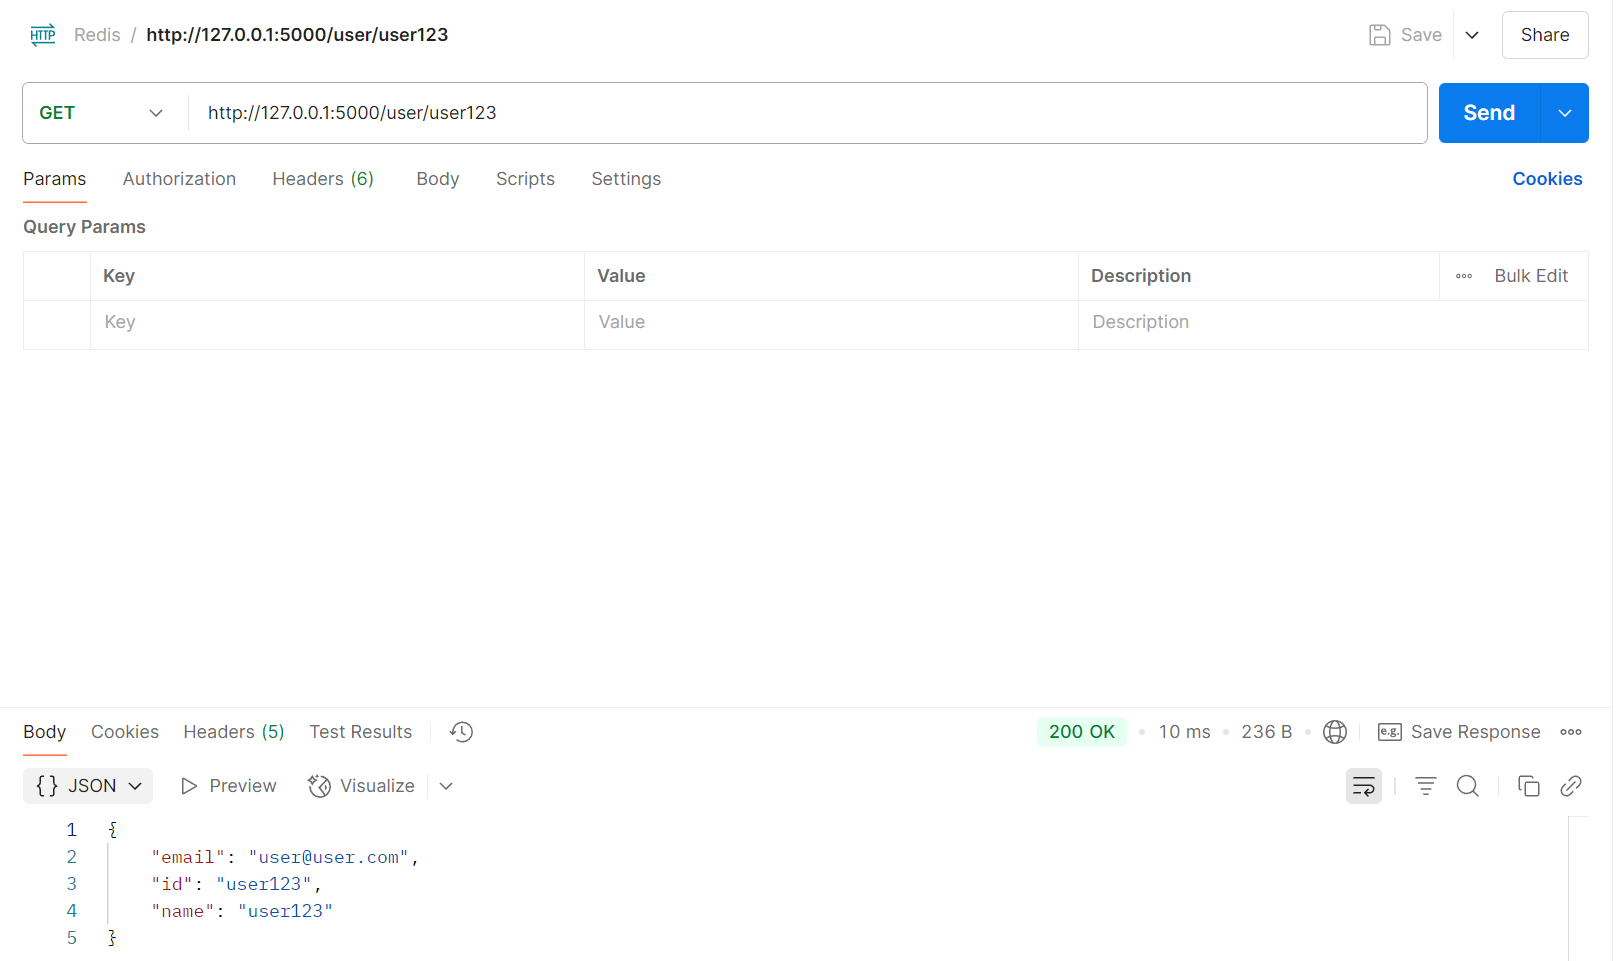 HTTP Redis / http://127.0.0.1:5000/user/user123 Save Share
GET http://127.0.0.1:5000/user/user123 Send
Params Authorization Headers (6) Body Scripts Settings Cookies
Query Params
Key Value Description Bulk Edit
Key Value Description
Body Cookies Headers (5) Test Results 200 OK • 10 ms • 236 B • e.g. Save Response
{} JSON Preview Visualize
1 {
2 "email": "user@user.com",
3 "id": "user123",
4 "name": "user123"
5 }